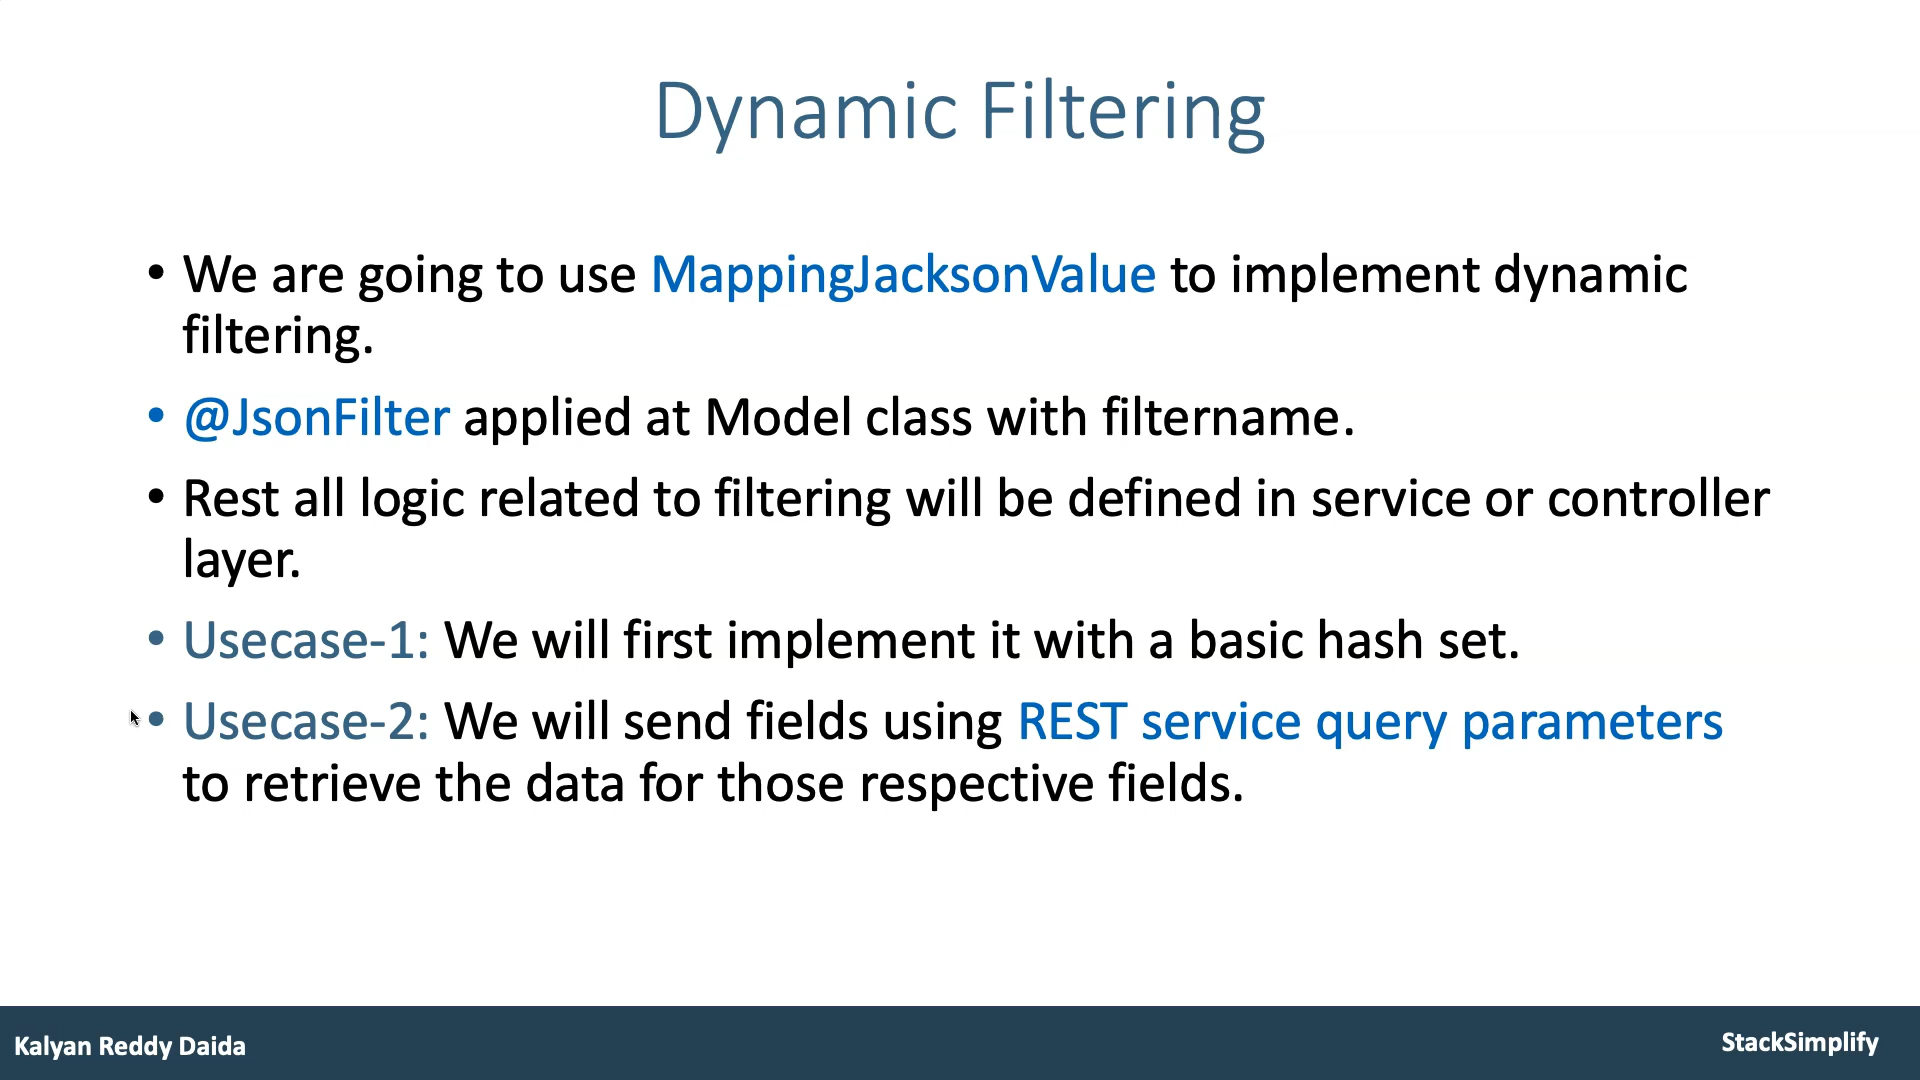 Dynamic Filtering
• We are going to use MappingJacksonValue to implement dynamic
filtering.
• @JsonFilter applied at Model class with filtername.
• Rest all logic related to filtering will be defined in service or controller
layer.
• Usecase-1: We will first implement it with a basic hash set.
• Usecase-2: We will send fields using REST service query parameters
to retrieve the data for those respective fields.
Kalyan Reddy Daida
StackSimplify